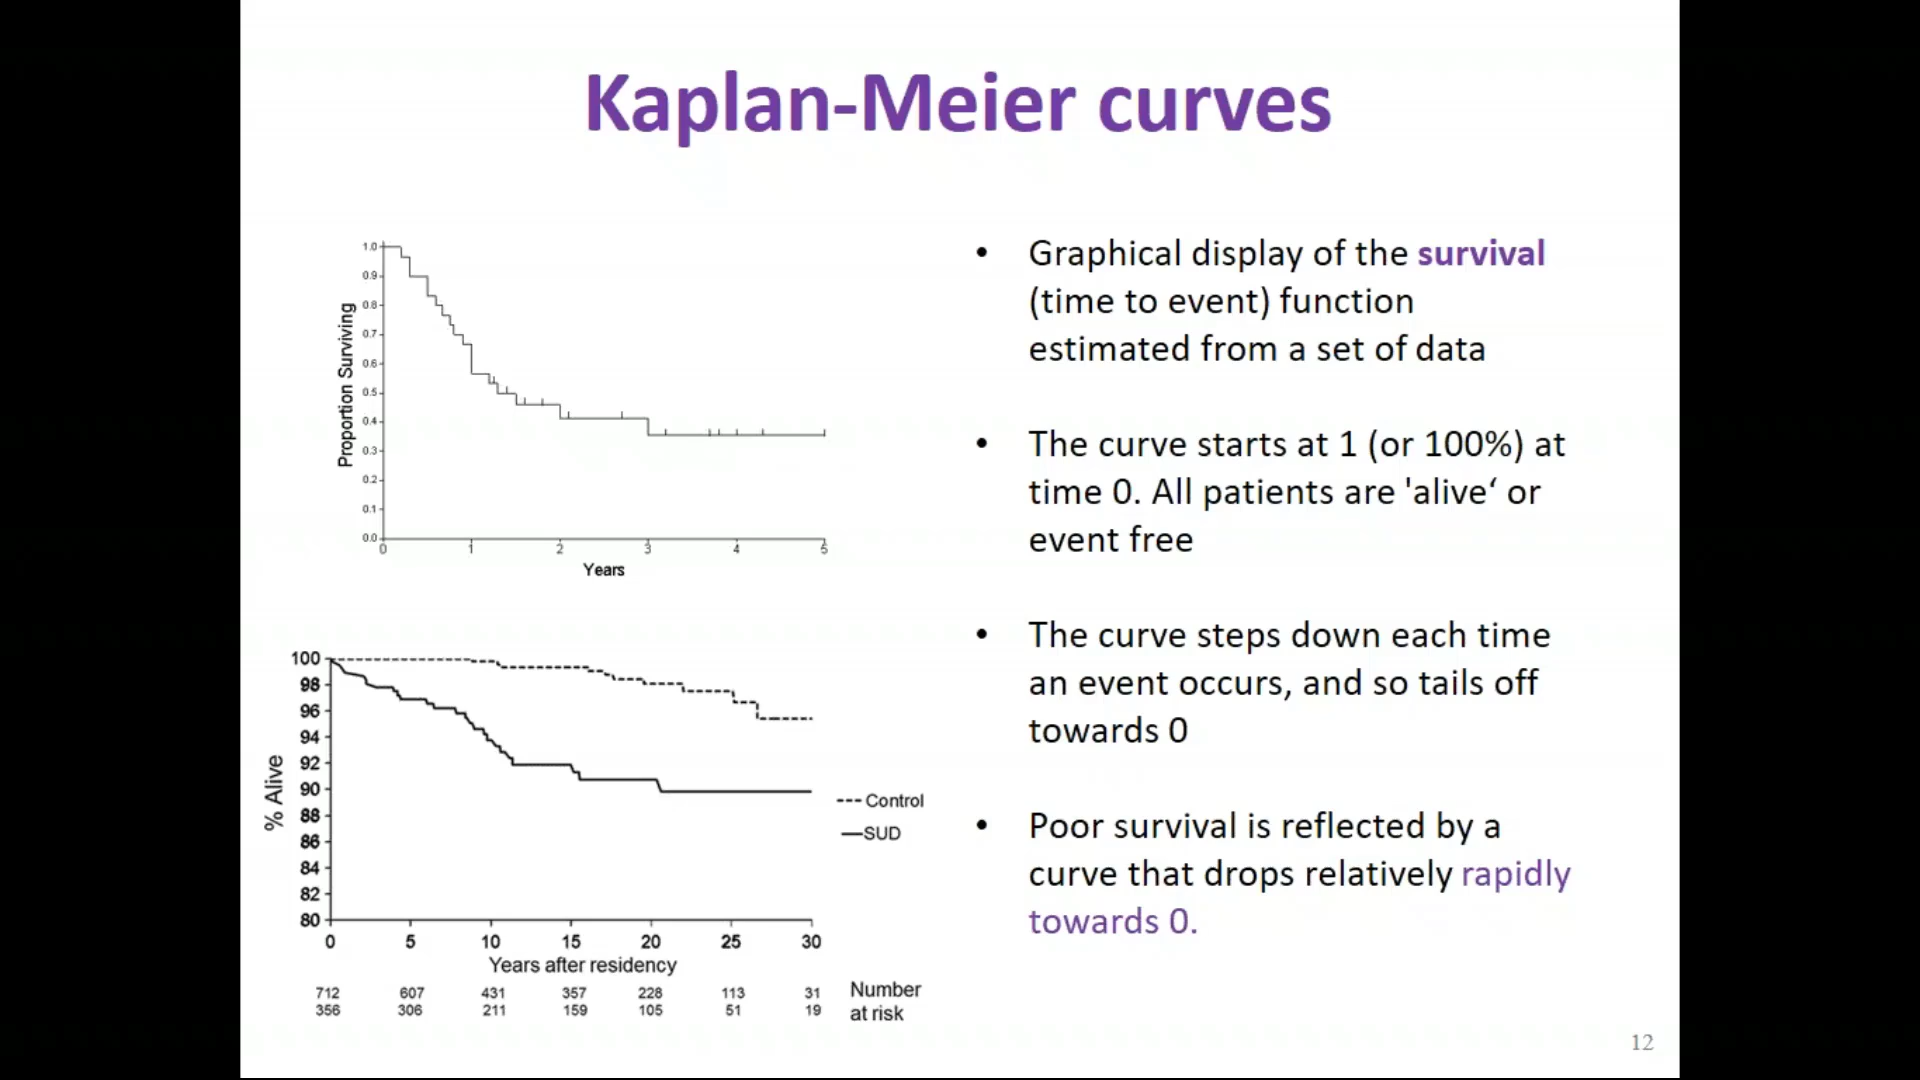 Kaplan-Meier curves
1.0
0.9
0.8
0.7
0.6
0.5
0.4
0.3
0.2
0.1
0.0
Proportion Surviving
0 1 2 3 4 5
Years
100
98
96
94
92
90
88
86
84
82
80
% Alive
Control
SUD
0 5 10 15 20 25 30
Years after residency
712 607 431 357 228 113 31
356 306 211 159 105 51 19
Number
at risk
• Graphical display of the survival
(time to event) function
estimated from a set of data
• The curve starts at 1 (or 100%) at
time 0. All patients are 'alive‘ or
event free
• The curve steps down each time
an event occurs, and so tails off
towards 0
• Poor survival is reflected by a
curve that drops relatively rapidly
towards 0.
12